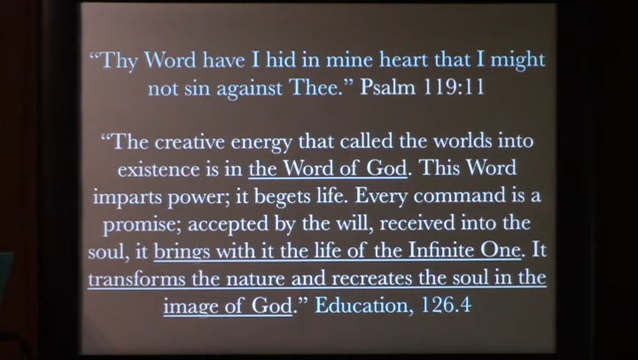 “Thy Word have I hid in mine heart that I might
not sin against Thee.” Psalm 119:11
“The creative energy that called the worlds into
existence is in the Word of God. This Word
imparts power; it begets life. Every command is a
promise; accepted by the will, received into the
soul, it brings with it the life of the Infinite One. It
transforms the nature and recreates the soul in the
image of God.” Education, 126.4